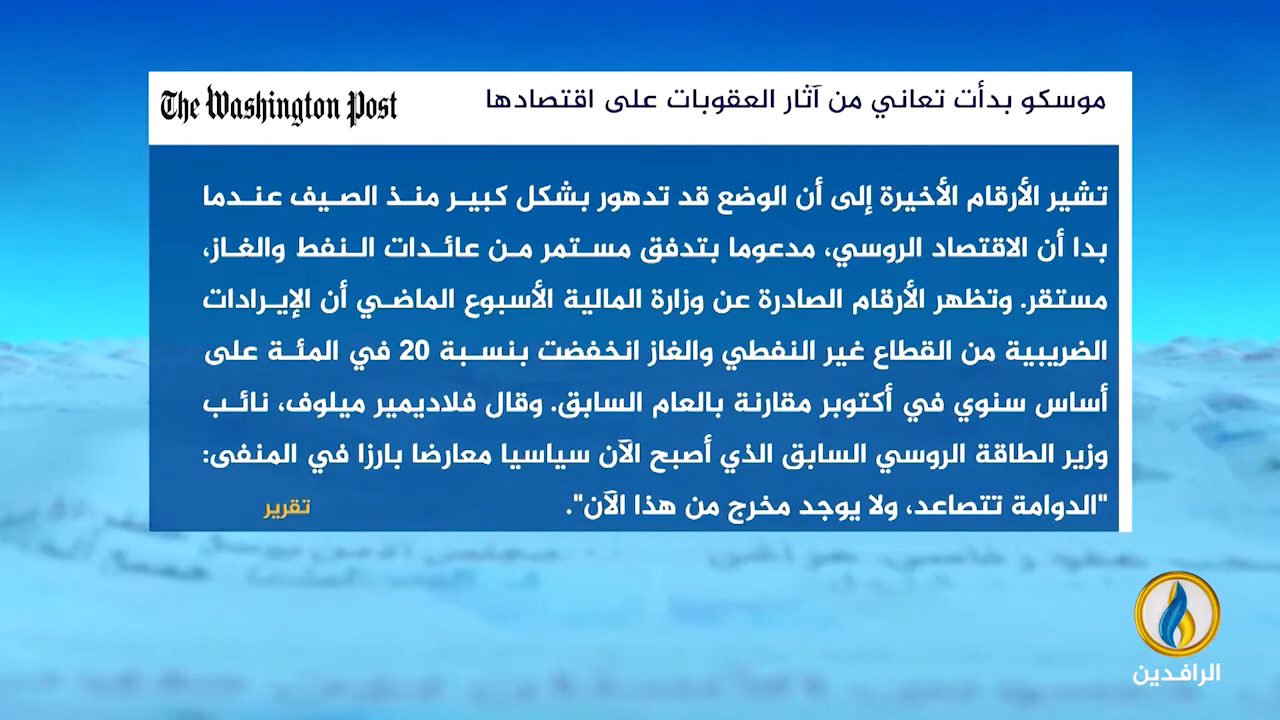 موسكو بدأت تعاني من آثار العقوبات على اقتصادها
The Washington Post
تشير الأرقام الأخيرة إلى أن الوضع قد تدهور بشكل كبير منذ الصيف عندما
بدا أن الاقتصاد الروسي، مدعوما بتدفق مستمر من عائدات النفط والغاز،
مستقر. وتظهر الأرقام الصادرة عن وزارة المالية الأسبوع الماضي أن الإيرادات
الضريبية من القطاع غير النفطي والغاز انخفضت بنسبة 20 في المئة على
أساس سنوي في أكتوبر مقارنة بالعام السابق. وقال فلاديمير ميلوف، نائب
وزير الطاقة الروسي السابق الذي أصبح الآن سياسيا معارضا بارزا في المنفى:
"الدوامة تتصاعد، ولا يوجد مخرج من هذا الآن".
تقرير
الرافدين